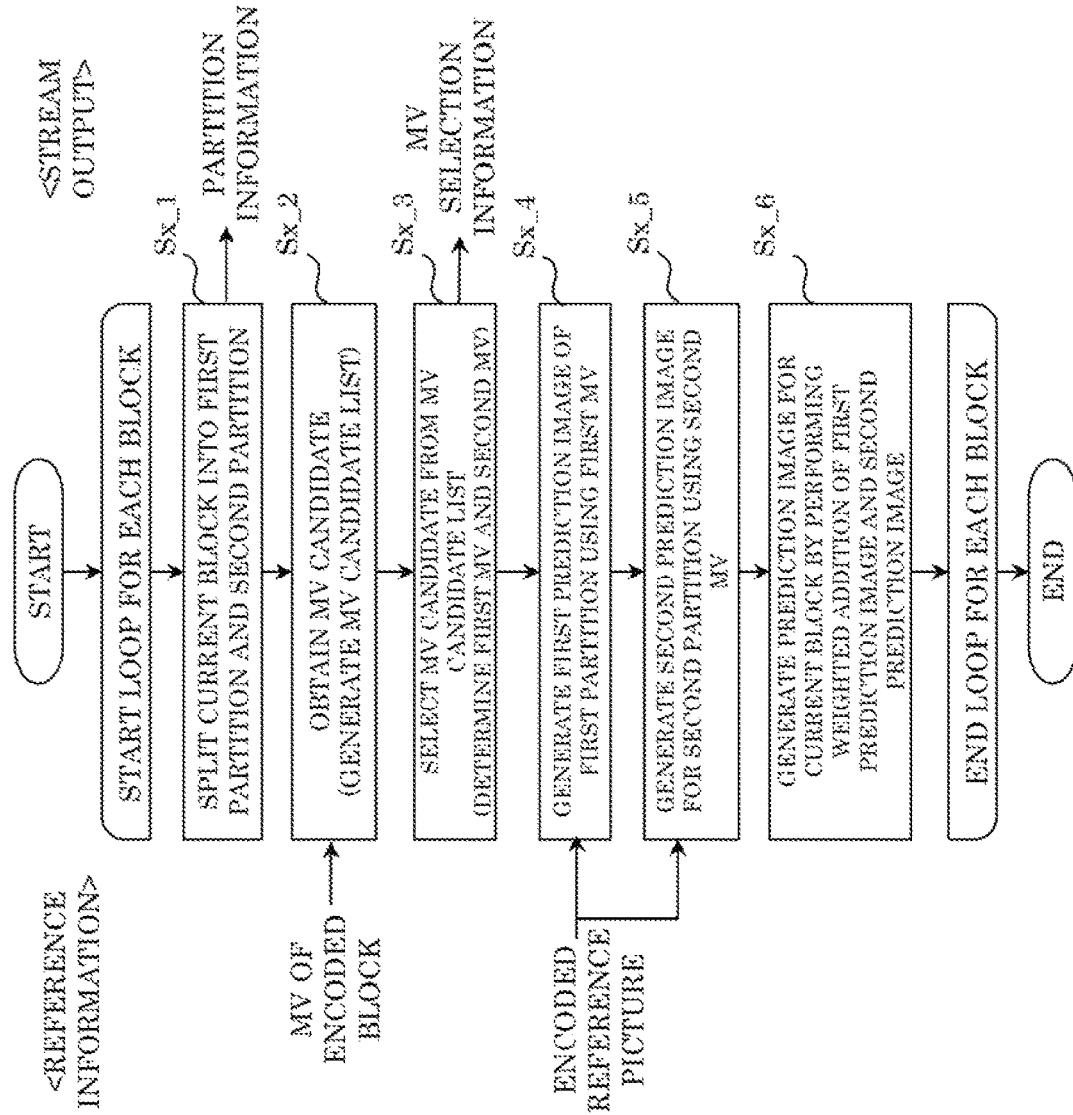 <REFERENCE
INFORMATION>
<STREAM
OUTPUT>
START
START LOOP FOR EACH BLOCK
Sx_1
SPLIT CURRENT BLOCK INTO FIRST
PARTITION AND SECOND PARTITION
PARTITION
INFORMATION
Sx_2
MV OF
ENCODED
BLOCK
OBTAIN MV CANDIDATE
(GENERATE MV CANDIDATE LIST)
Sx_3
SELECT MV CANDIDATE FROM MV
CANDIDATE LIST
(DETERMINE FIRST MV AND SECOND MV)
MV
SELECTION
INFORMATION
Sx_4
ENCODED
REFERENCE
PICTURE
GENERATE FIRST PREDICTION IMAGE OF
FIRST PARTITION USING FIRST MV
Sx_5
GENERATE SECOND PREDICTION IMAGE
FOR SECOND PARTITION USING SECOND
MV
Sx_6
GENERATE PREDICTION IMAGE FOR
CURRENT BLOCK BY PERFORMING
WEIGHTED ADDITION OF FIRST
PREDICTION IMAGE AND SECOND
PREDICTION IMAGE
END LOOP FOR EACH BLOCK
END